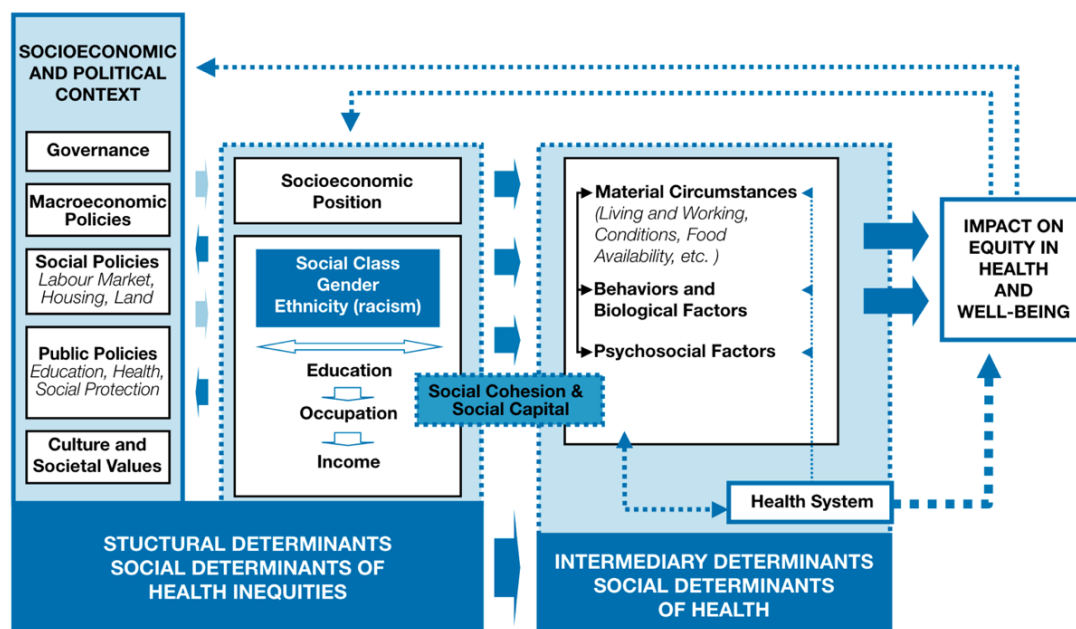 SOCIOECONOMIC
AND POLITICAL
CONTEXT
Governance
Macroeconomic
Policies
Social Policies
Labour Market,
Housing, Land
Public Policies
Education, Health,
Social Protection
Culture and
Societal Values
Socioeconomic
Position
Social Class
Gender
Ethnicity (racism)
Education
Occupation
Income
Social Cohesion &
Social Capital
Material Circumstances
(Living and Working,
Conditions, Food
Availability, etc. )
Behaviors and
Biological Factors
Psychosocial Factors
Health System
IMPACT ON
EQUITY IN
HEALTH
AND
WELL-BEING
STUCTURAL DETERMINANTS
SOCIAL DETERMINANTS OF
HEALTH INEQUITIES
INTERMEDIARY DETERMINANTS
SOCIAL DETERMINANTS
OF HEALTH